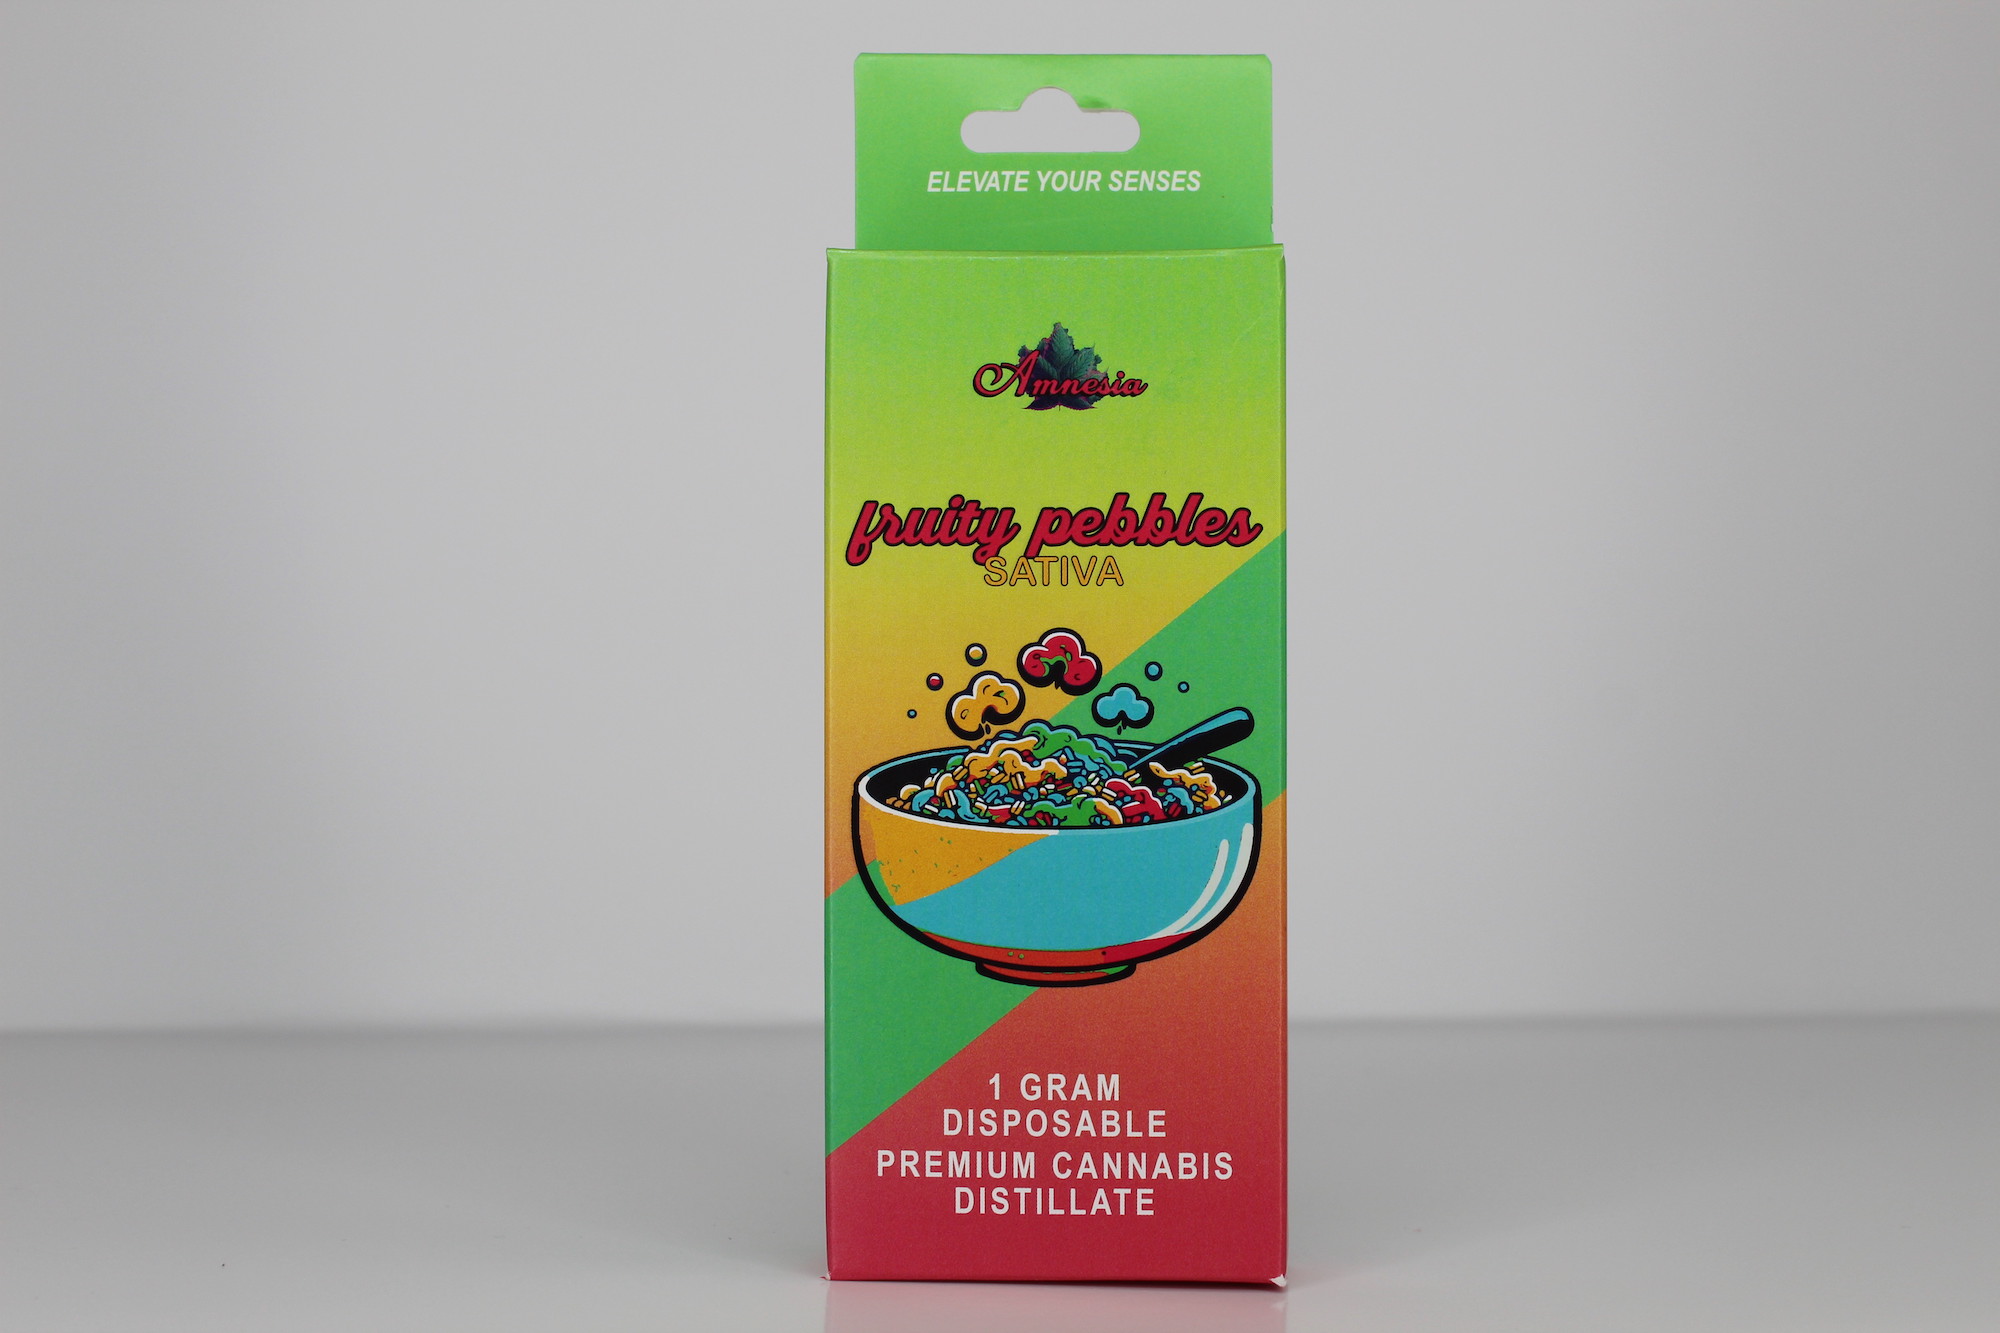 ELEVATE YOUR SENSES
Amnesia
fruity pebbles
SATIVA
1 GRAM
DISPOSABLE
PREMIUM CANNABIS
DISTILLATE